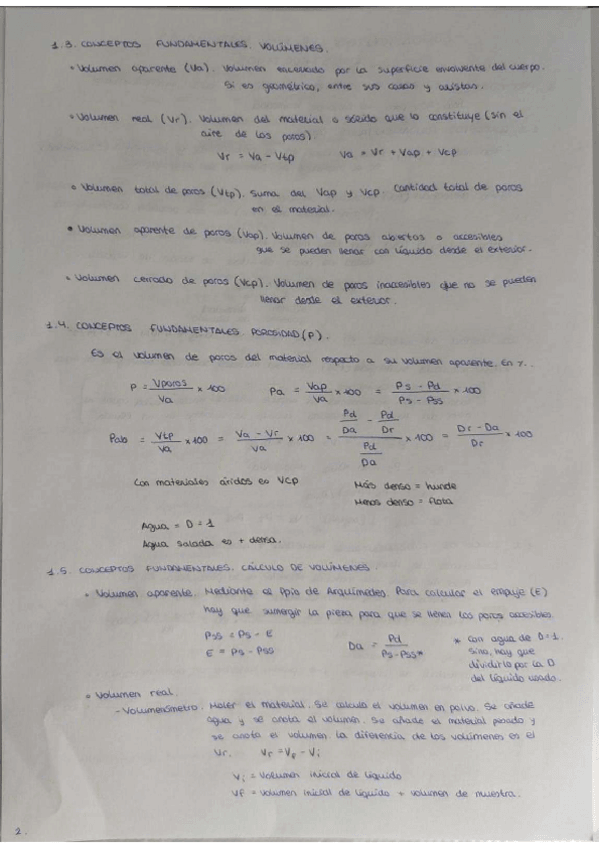 1.3. CONCEPTOS FUNDAMENTALES. VOLÚMENES.
• Volumen aparente (Va). Volumen encerrado por la superficie envolvente del cuerpo.
Si es geométrico, entre sus caras y aristas.
• Volumen real (Vr). Volumen del material o sólido que lo constituye (sin el
aire de los poros).
Vr = Va - Vtp    Va = Vr + Vap + Vcp
• Volumen total de poros (Vtp). Suma del Vap y Vcp. Cantidad total de poros
en el material.
• Volumen aparente de poros (Vap). Volumen de poros abiertos o accesibles
que se pueden llenar con líquido desde el exterior.
• Volumen cerrado de poros (Vcp). Volumen de poros inaccesibles que no se pueden
llenar desde el exterior.
1.4. CONCEPTOS FUNDAMENTALES. POROSIDAD (P).
Es el volumen de poros del material respecto a su volumen aparente. En %.
P = Vporos/Va × 100    Pa = Vap/Va × 100 = (Ps - Pd)/(Ps - Pss) × 100
Pab = Vtp/Va × 100 = (Va - Vr)/Va × 100 = (Pd/Da - Pd/Dr)/(Pd/Da) × 100 = (Dr - Da)/Dr × 100
Con materiales áridos es VCP    Más denso = hunde
Menos denso = flota
Agua = D = 1
Agua salada es + densa.
1.5. CONCEPTOS FUNDAMENTALES. CÁLCULO DE VOLÚMENES.
• Volumen aparente. Mediante el Ppio de Arquímedes. Para calcular el empuje (E)
hay que sumergir la pieza para que se llenen los poros accesibles.
Pss = Ps - E    Da = Pd/(Ps-Pss*)    * con agua de D=1.
E = Ps - Pss    Sino, hay que
dividirlo por la D
del líquido usado.
• Volumen real.
- Volumenómetro. Moler el material. Se calcula el volumen en polvo. Se añade
agua y se anota el volumen. Se añade el material pesado y
se anota el volumen. La diferencia de los volúmenes es el
Vr.    Vr = Vf - Vi
Vi = Volumen inicial de líquido
Vf = volumen inicial de líquido + volumen de muestra.
2.